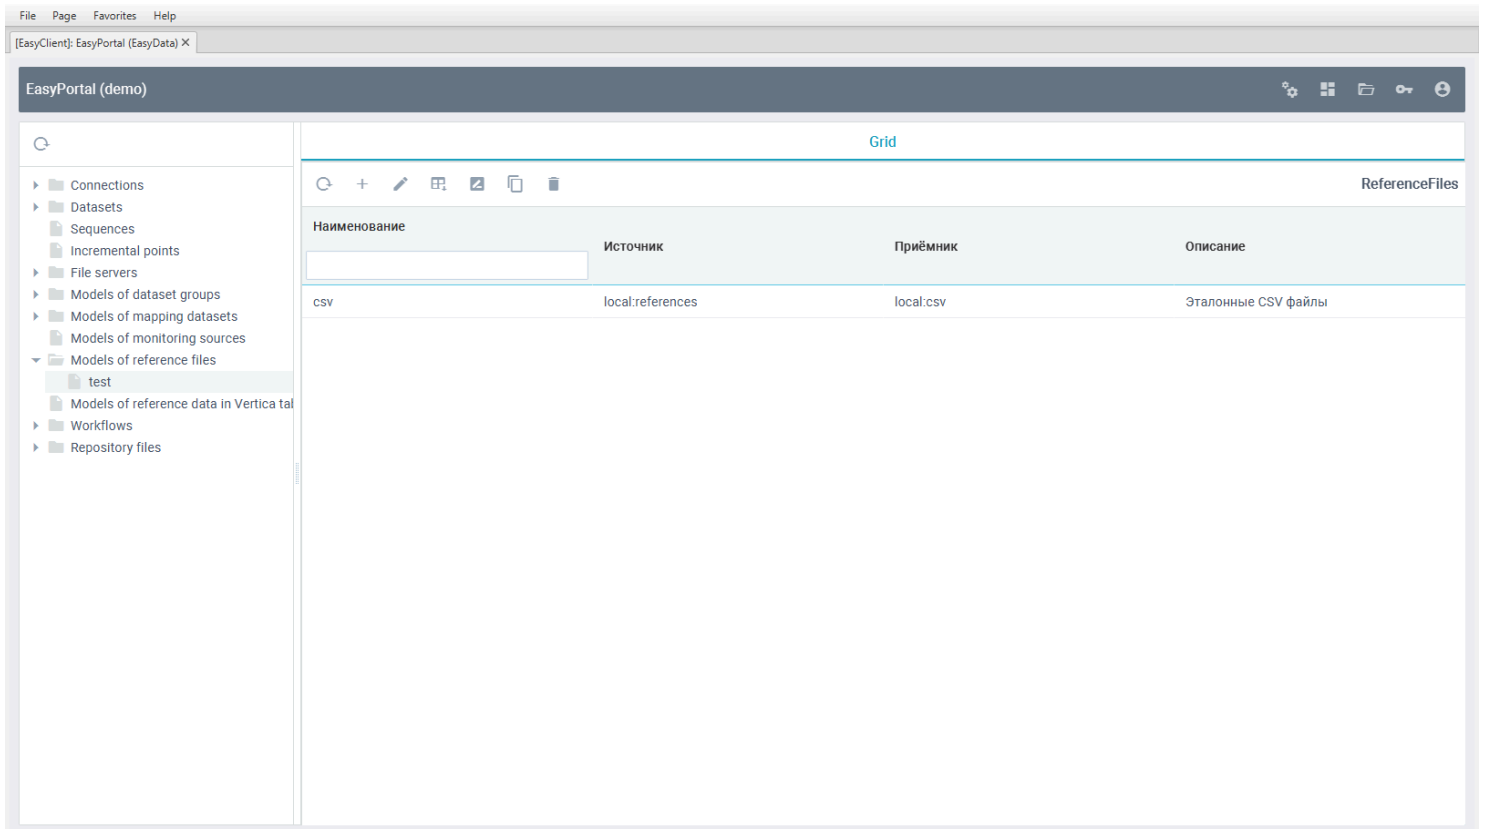 File Page Favorites Help
[EasyClient]: EasyPortal (EasyData)
EasyPortal (demo)
Grid
ReferenceFiles
Connections
Datasets
Sequences
Incremental points
File servers
Models of dataset groups
Models of mapping datasets
Models of monitoring sources
Models of reference files
test
Models of reference data in Vertica tal
Workflows
Repository files
Наименование
Источник Приёмник Описание
csv local:references local:csv Эталонные CSV файлы